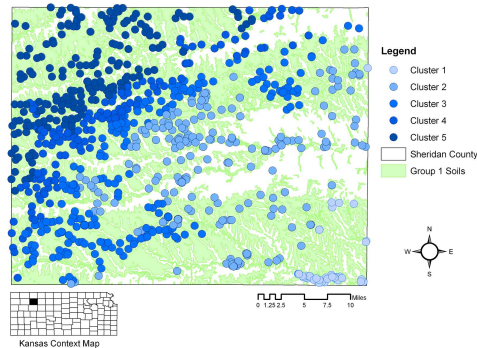 Legend
Cluster 1
Cluster 2
Cluster 3
Cluster 4
Cluster 5
Sheridan County
Group 1 Soils
N
W E
S
Miles
0 1.25 2.5 5 7.5 10
Kansas Context Map